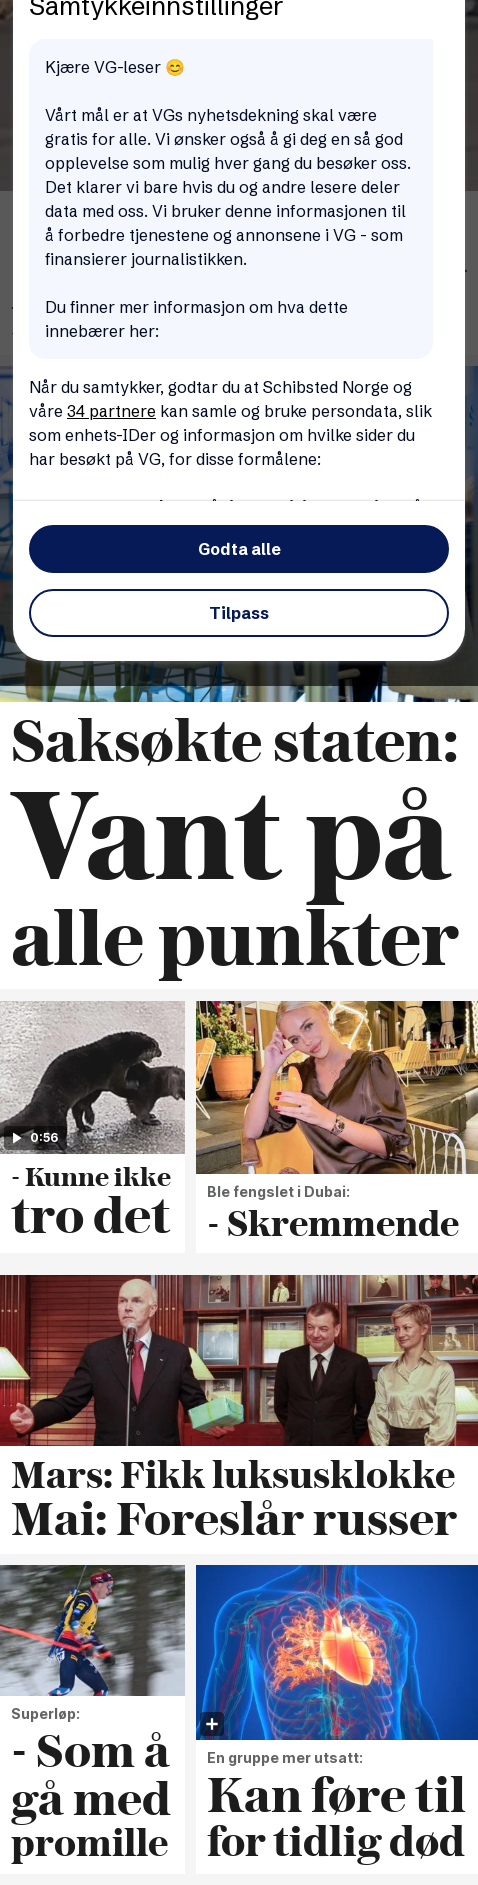 Samtykkeinnstillinger
Kjære VG-leser 😊
Vårt mål er at VGs nyhetsdekning skal være
gratis for alle. Vi ønsker også å gi deg en så god
opplevelse som mulig hver gang du besøker oss.
Det klarer vi bare hvis du og andre lesere deler
data med oss. Vi bruker denne informasjonen til
å forbedre tjenestene og annonsene i VG - som
finansierer journalistikken.
Du finner mer informasjon om hva dette
innebærer her:
Når du samtykker, godtar du at Schibsted Norge og
våre 34 partnere kan samle og bruke persondata, slik
som enhets-IDer og informasjon om hvilke sider du
har besøkt på VG, for disse formålene:
Godta alle
Tilpass
Saksøkte staten:
Vant på
alle punkter
0:56
- Kunne ikke
tro det
Ble fengslet i Dubai:
- Skremmende
Mars: Fikk luksusklokke
Mai: Foreslår russer
Superløp:
- Som å
gå med
promille
En gruppe mer utsatt:
Kan føre til
for tidlig død